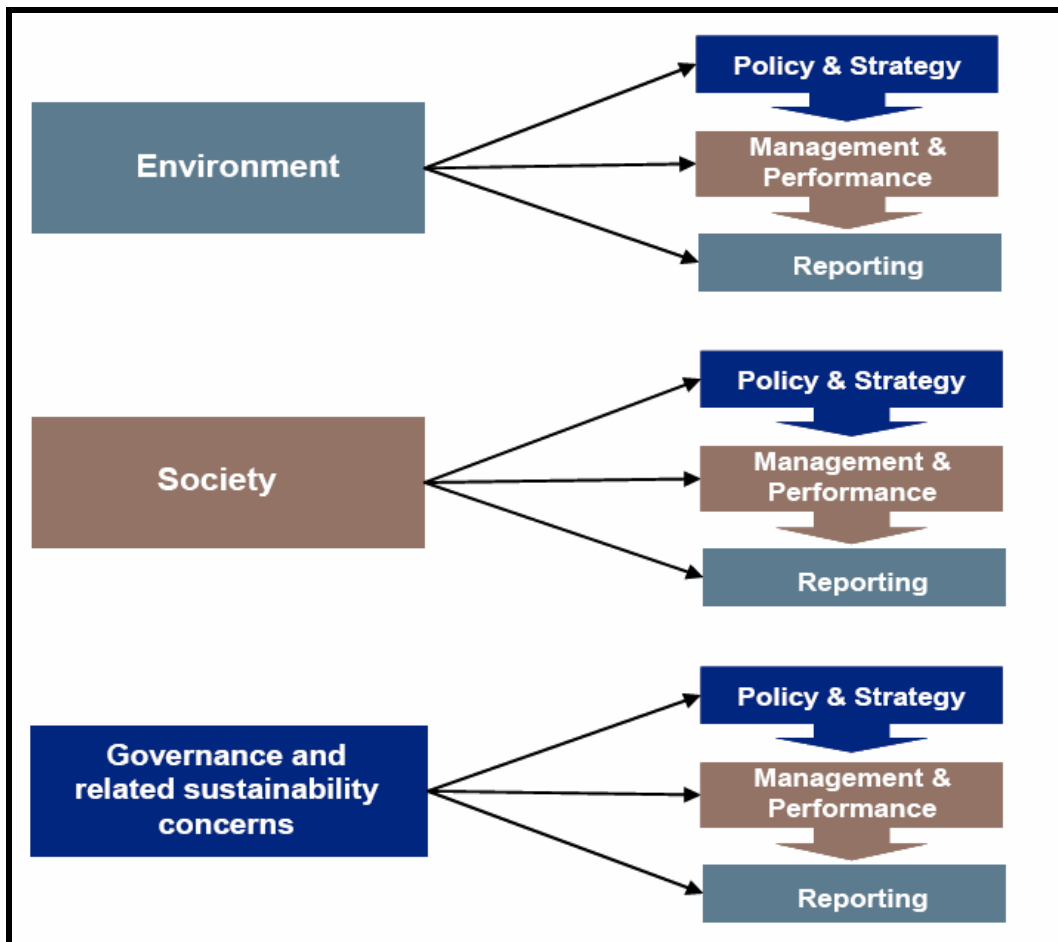 Environment
Policy & Strategy
Management &
Performance
Reporting
Society
Policy & Strategy
Management &
Performance
Reporting
Governance and
related sustainability
concerns
Policy & Strategy
Management &
Performance
Reporting